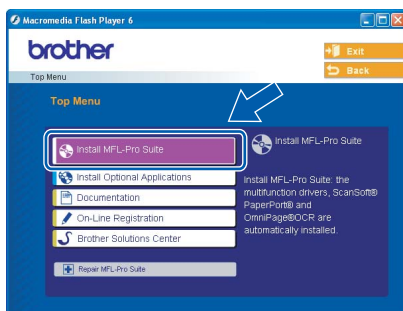 Macromedia Flash Player 6
brother
Exit
Back
Top Menu
Top Menu
Install MFL-Pro Suite
Install Optional Applications
Documentation
On-Line Registration
Brother Solutions Center
Repair MFL-Pro Suite
Install MFL-Pro Suite
Install MFL-Pro Suite: the
multifunction drivers, ScanSoft®
PaperPort® and
OmniPage®OCR are
automatically installed.